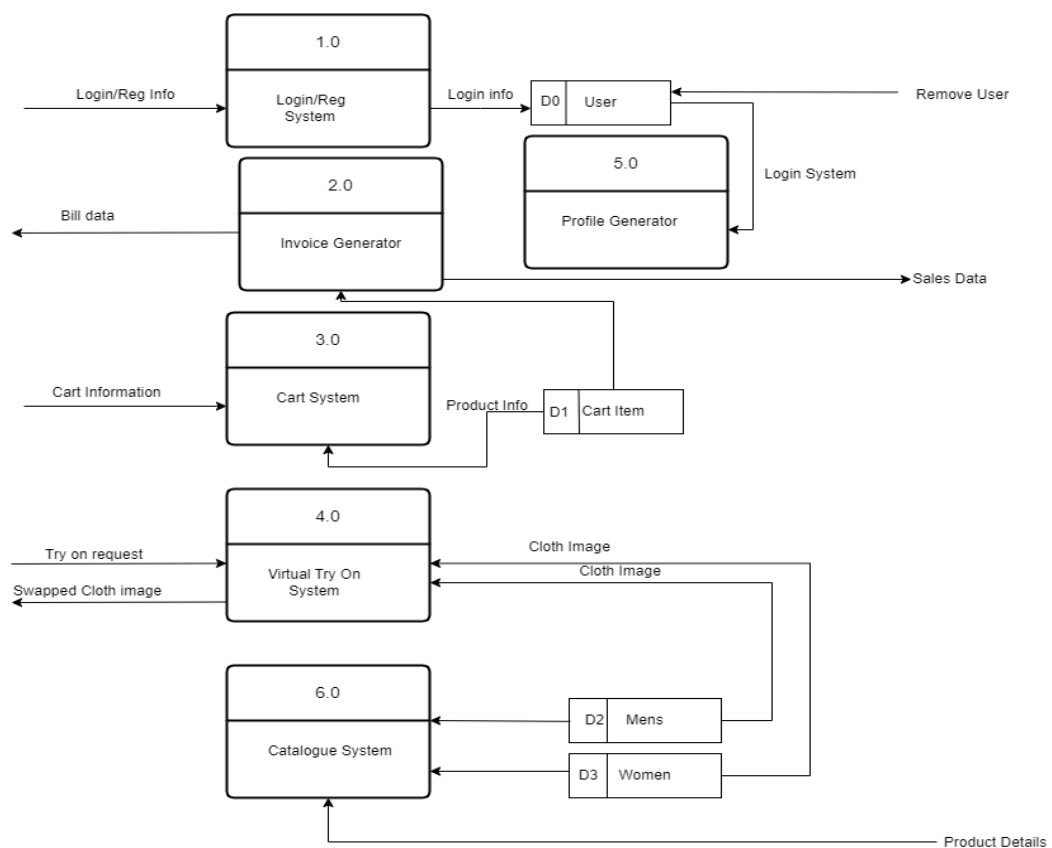 1.0
Login/Reg Info
Login/Reg
System
Login info
D0
User
Remove User
5.0
Profile Generator
Login System
2.0
Bill data
Invoice Generator
Sales Data
3.0
Cart Information
Cart System
Product Info
D1
Cart Item
4.0
Try on request
Virtual Try On
System
Swapped Cloth image
Cloth Image
Cloth Image
6.0
Catalogue System
D2
Mens
D3
Women
Product Details